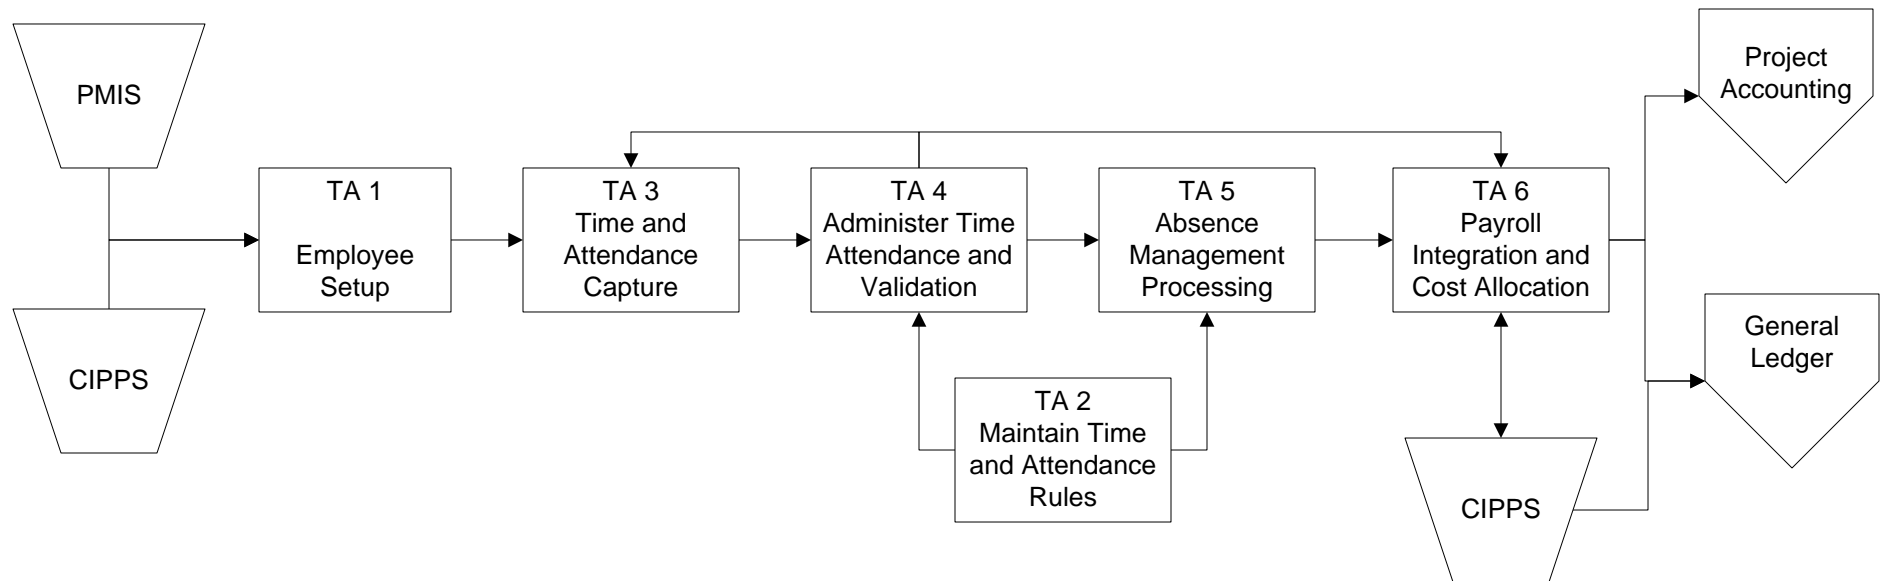 PMIS
CIPPS
TA 1
Employee
Setup
TA 3
Time and
Attendance
Capture
TA 4
Administer Time
Attendance and
Validation
TA 5
Absence
Management
Processing
TA 6
Payroll
Integration and
Cost Allocation
TA 2
Maintain Time
and Attendance
Rules
CIPPS
Project
Accounting
General
Ledger